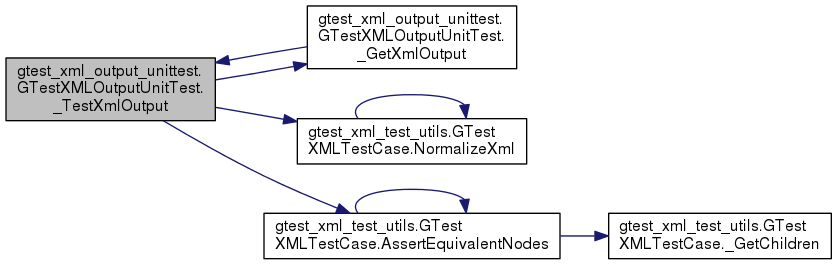 gtest_xml_output_unittest.
GTestXMLOutputUnitTest.
_GetXmlOutput
gtest_xml_output_unittest.
GTestXMLOutputUnitTest.
_TestXmlOutput
gtest_xml_test_utils.GTest
XMLTestCase.NormalizeXml
gtest_xml_test_utils.GTest
XMLTestCase.AssertEquivalentNodes
gtest_xml_test_utils.GTest
XMLTestCase._GetChildren